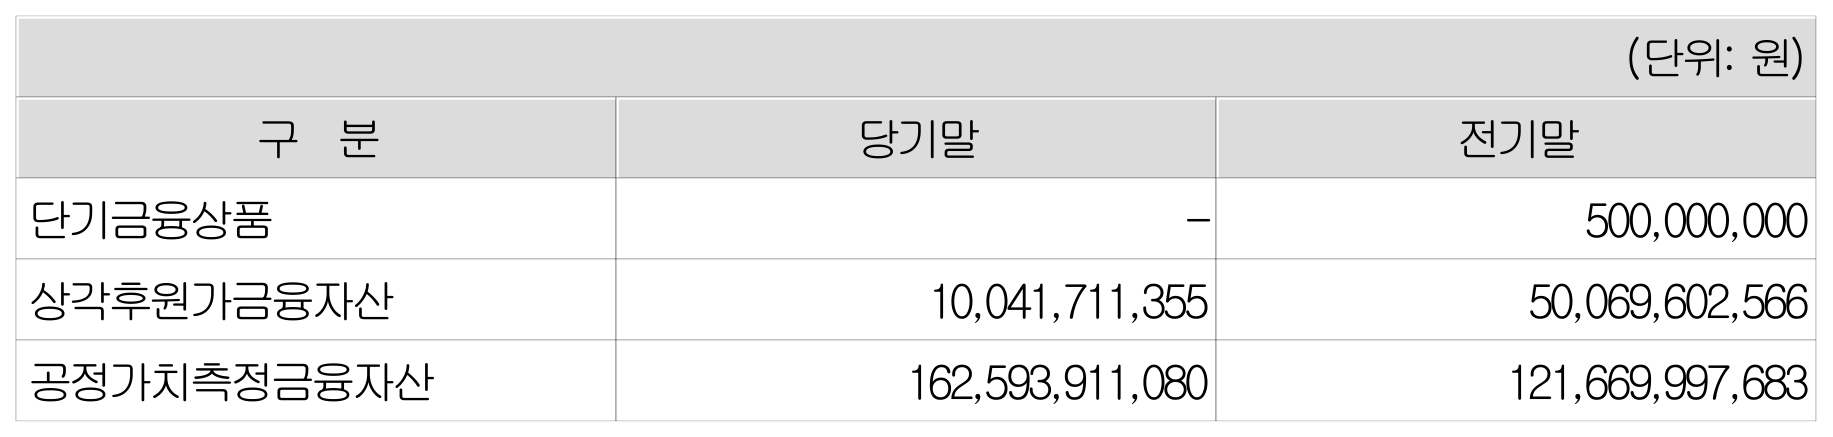 (단위: 원)
구 분 당기말 전기말
단기금융상품 - 500,000,000
상각후원가금융자산 10,041,711,355 50,069,602,566
공정가치측정금융자산 162,593,911,080 121,669,997,683